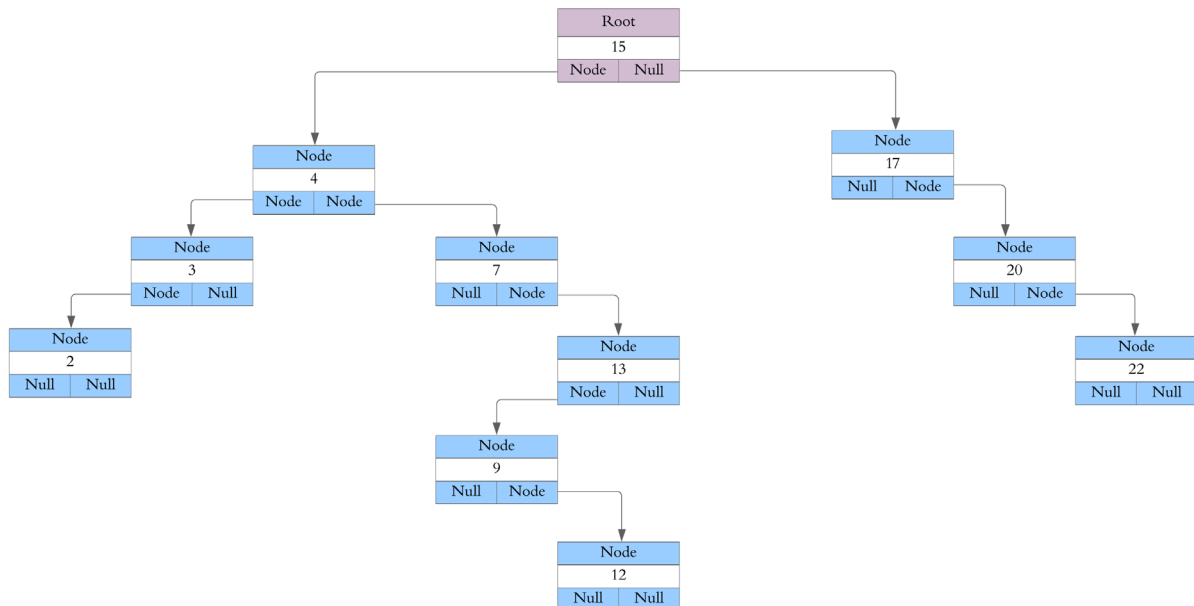 Root
15
Node Null
Node
4
Node Node
Node
17
Null Node
Node
3
Node Null
Node
7
Null Node
Node
20
Null Node
Node
2
Null Null
Node
13
Node Null
Node
22
Null Null
Node
9
Null Node
Node
12
Null Null